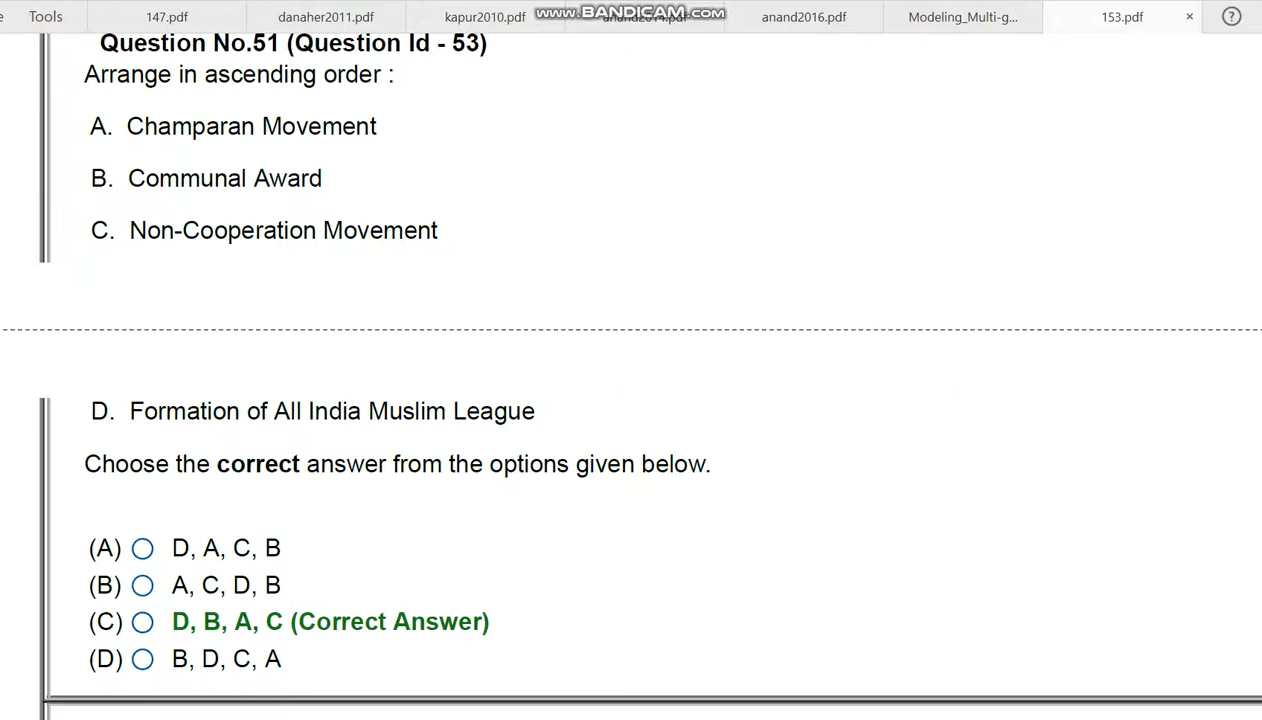 e Tools 147.pdf danaher2011.pdf kapur2010.pdf anand2014.pdf anand2016.pdf Modeling_Multi-g... 153.pdf × ?
www.BANDICAM.com
Question No.51 (Question Id - 53)
Arrange in ascending order :
A. Champaran Movement
B. Communal Award
C. Non-Cooperation Movement
D. Formation of All India Muslim League
Choose the correct answer from the options given below.
(A) D, A, C, B
(B) A, C, D, B
(C) D, B, A, C (Correct Answer)
(D) B, D, C, A